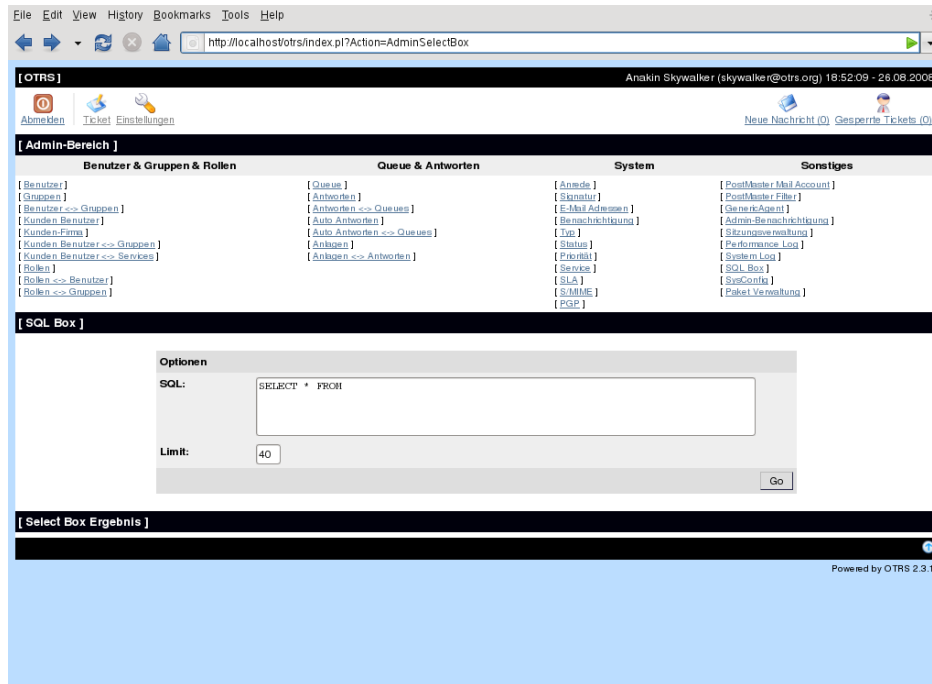 File Edit View History Bookmarks Tools Help
http://localhost/otrs/index.pl?Action=AdminSelectBox
[ OTRS ] Anakin Skywalker (skywalker@otrs.org) 18:52:09 - 26.08.2008
Abmelden Ticket Einstellungen Neue Nachricht (0) Gesperrte Tickets (0)
[ Admin-Bereich ]
Benutzer & Gruppen & Rollen Queue & Antworten System Sonstiges
[ Benutzer ] [ Queue ] [ Anrede ] [ PostMaster Mail Account ]
[ Gruppen ] [ Antworten ] [ Signatur ] [ PostMaster Filter ]
[ Benutzer <-> Gruppen ] [ Antworten <-> Queues ] [ E-Mail Adressen ] [ GenericAgent ]
[ Kunden Benutzer ] [ Auto Antworten ] [ Benachrichtigung ] [ Admin-Benachrichtigung ]
[ Kunden-Firma ] [ Auto Antworten <-> Queues ] [ Typ ] [ Sitzungsverwaltung ]
[ Kunden Benutzer <-> Gruppen ] [ Anlagen ] [ Status ] [ Performance Log ]
[ Kunden Benutzer <-> Services ] [ Anlagen <-> Antworten ] [ Priorität ] [ System Log ]
[ Rollen ] [ Service ] [ SQL Box ]
[ Rollen <-> Benutzer ] [ SLA ] [ SysConfig ]
[ Rollen <-> Gruppen ] [ S/MIME ] [ Paket Verwaltung ]
[ PGP ]
[ SQL Box ]
Optionen
SQL: SELECT * FROM
Limit: 40
Go
[ Select Box Ergebnis ]
Powered by OTRS 2.3.1